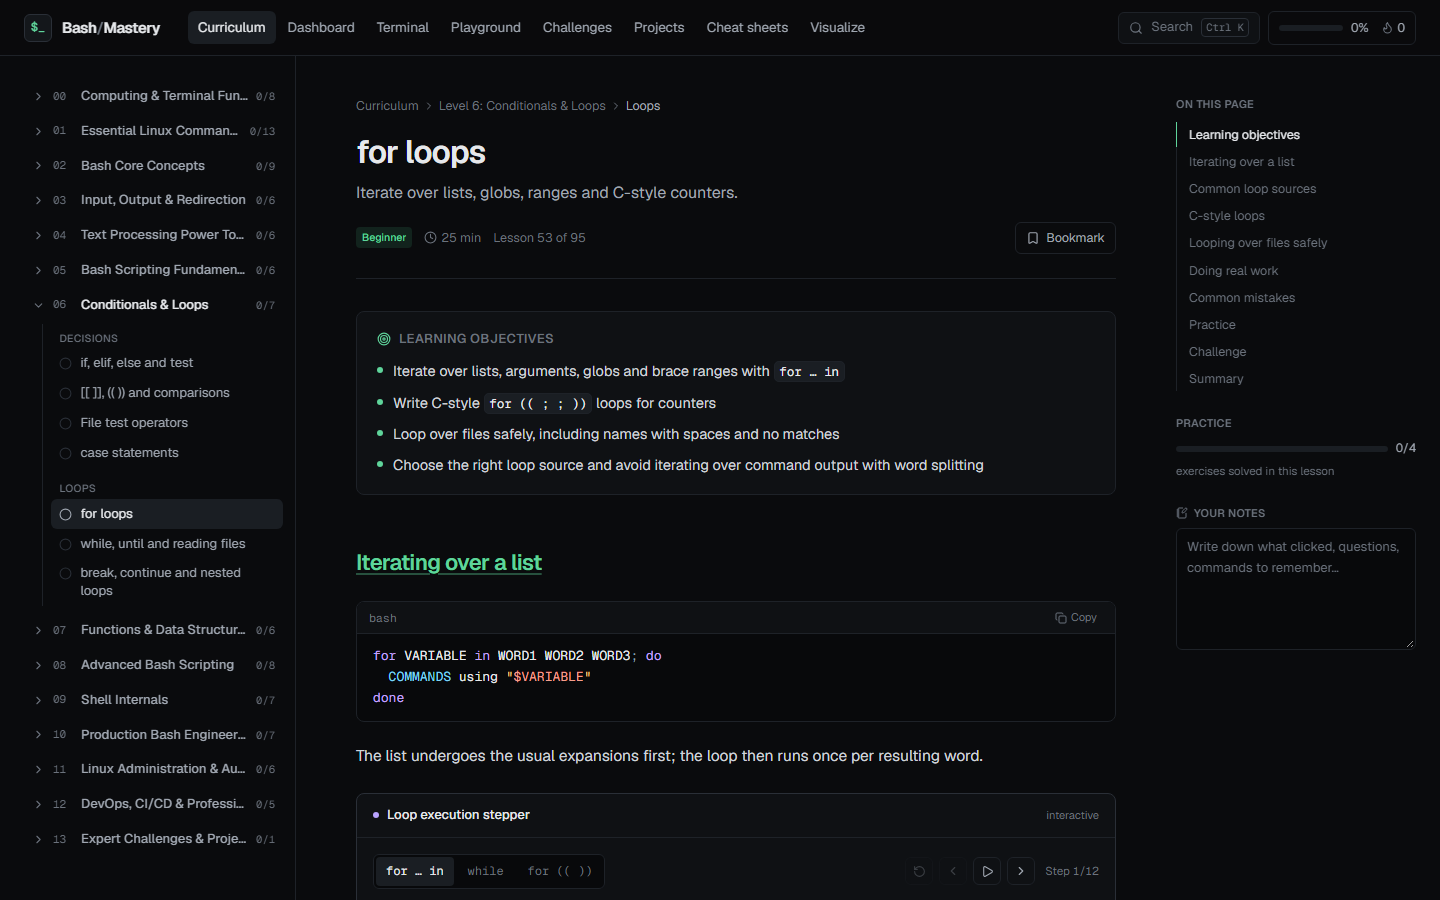 $_ Bash/Mastery Curriculum Dashboard Terminal Playground Challenges Projects Cheat sheets Visualize Search Ctrl K 0% 0
00 Computing & Terminal Fun... 0/8
01 Essential Linux Comman... 0/13
02 Bash Core Concepts 0/9
03 Input, Output & Redirection 0/6
04 Text Processing Power To... 0/6
05 Bash Scripting Fundamen... 0/6
06 Conditionals & Loops 0/7
DECISIONS
if, elif, else and test
[[ ]], (( )) and comparisons
File test operators
case statements
LOOPS
for loops
while, until and reading files
break, continue and nested
loops
07 Functions & Data Structur... 0/6
08 Advanced Bash Scripting 0/8
09 Shell Internals 0/7
10 Production Bash Engineer... 0/7
11 Linux Administration & Au... 0/6
12 DevOps, CI/CD & Professi... 0/5
13 Expert Challenges & Proje... 0/1
Curriculum > Level 6: Conditionals & Loops > Loops
for loops
Iterate over lists, globs, ranges and C-style counters.
Beginner 25 min Lesson 53 of 95 Bookmark
LEARNING OBJECTIVES
Iterate over lists, arguments, globs and brace ranges with for … in
Write C-style for (( ; ; )) loops for counters
Loop over files safely, including names with spaces and no matches
Choose the right loop source and avoid iterating over command output with word splitting
Iterating over a list
bash Copy
for VARIABLE in WORD1 WORD2 WORD3; do
COMMANDS using "$VARIABLE"
done
The list undergoes the usual expansions first; the loop then runs once per resulting word.
Loop execution stepper interactive
for … in while for (( )) Step 1/12
ON THIS PAGE
Learning objectives
Iterating over a list
Common loop sources
C-style loops
Looping over files safely
Doing real work
Common mistakes
Practice
Challenge
Summary
PRACTICE
0/4
exercises solved in this lesson
YOUR NOTES
Write down what clicked, questions,
commands to remember…